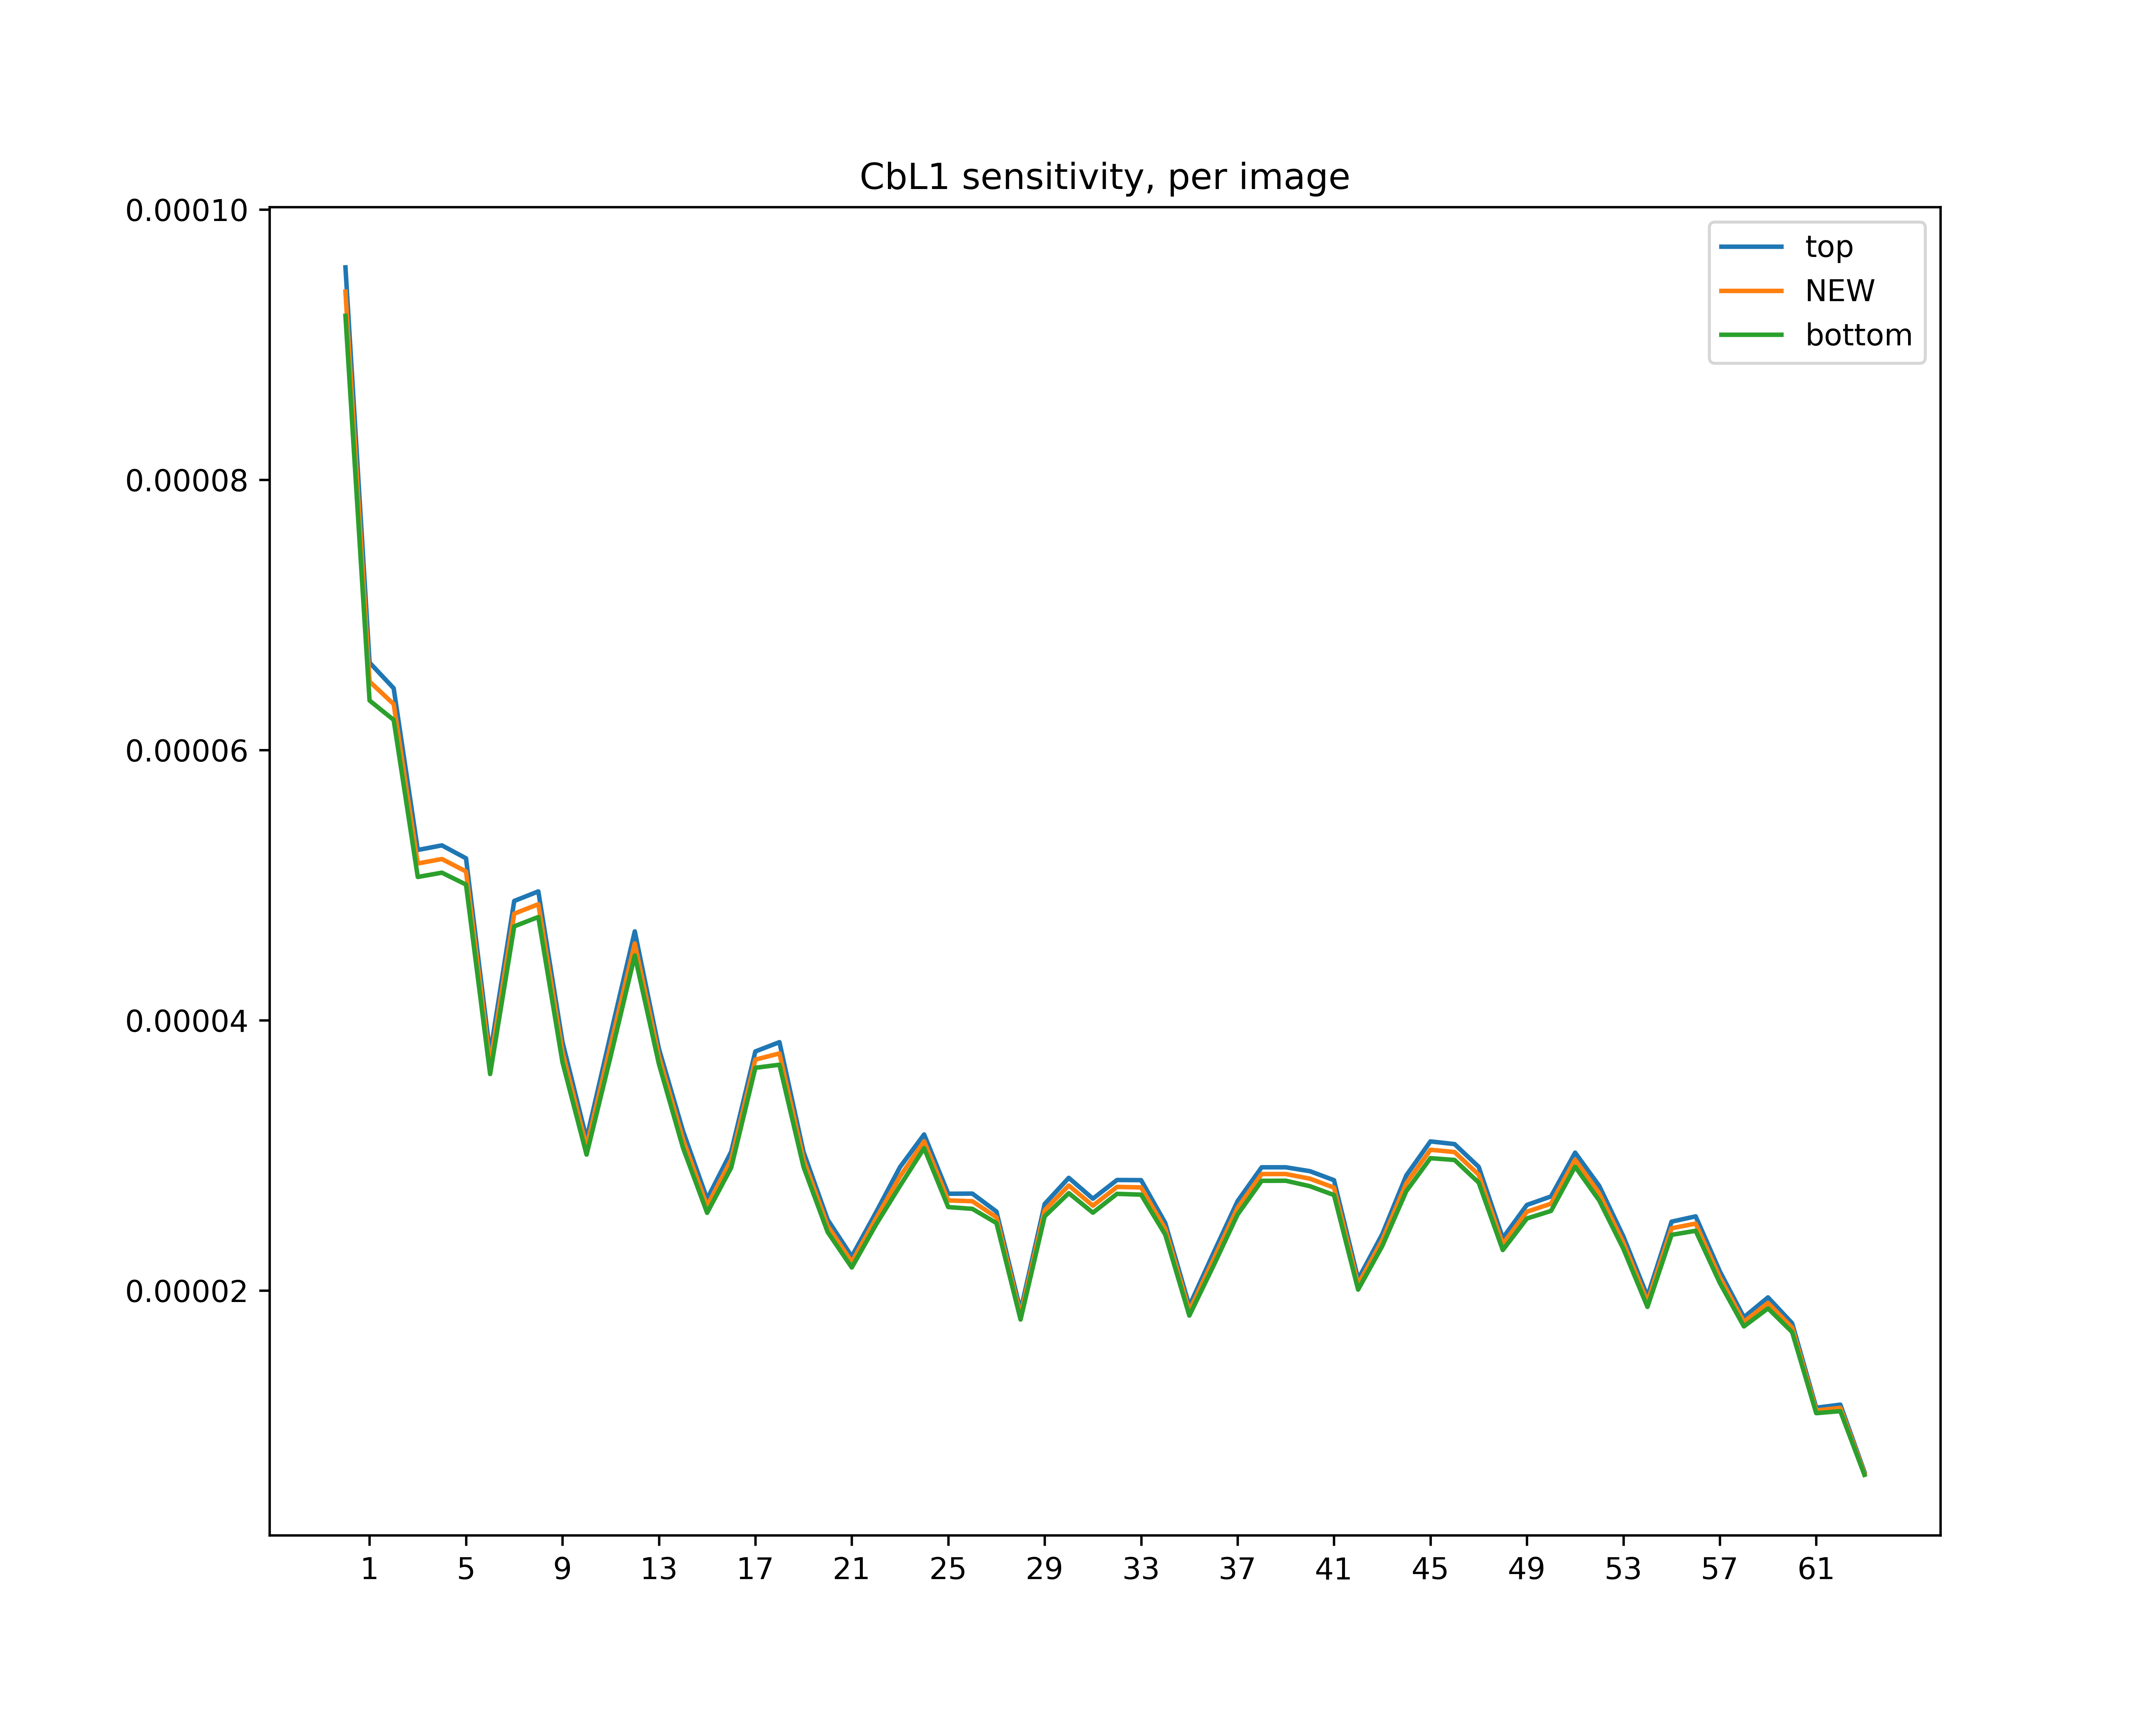 CbL1 sensitivity, per image
0.00010
0.00008
0.00006
0.00004
0.00002
top
NEW
bottom
1 5 9 13 17 21 25 29 33 37 41 45 49 53 57 61